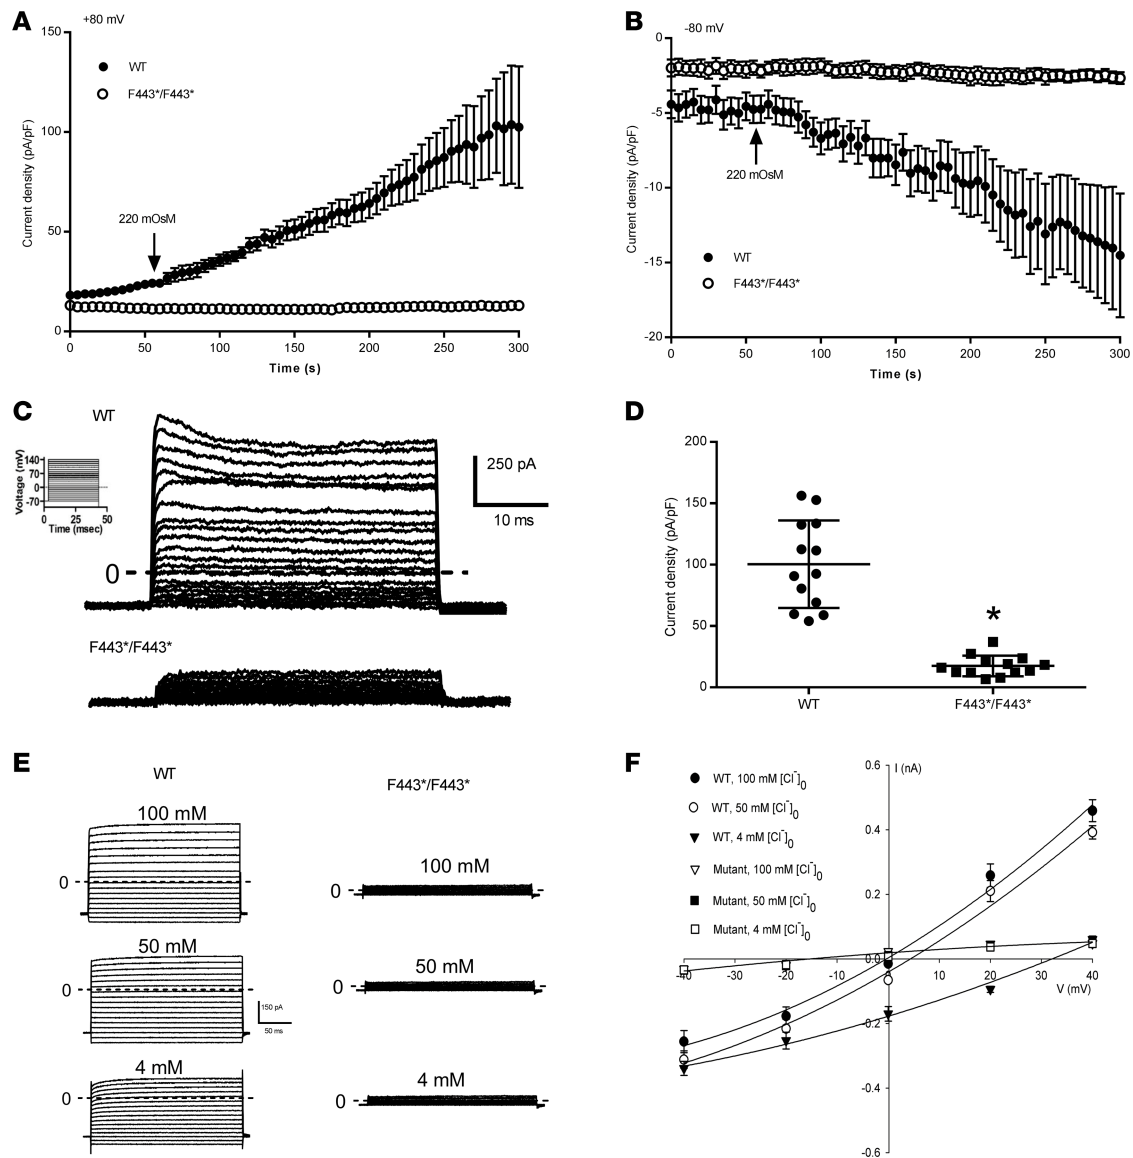 A
+80 mV
150
100
50
0
Current density (pA/pF)
WT
F443*/F443*
220 mOsM
0 50 100 150 200 250 300
Time (s)
B
-80 mV
0
-5
-10
-15
-20
Current density (pA/pF)
220 mOsM
WT
F443*/F443*
0 50 100 150 200 250 300
Time (s)
C
WT
Voltage (mV)
140
70
0
-70
0 25 50
Time (msec)
250 pA
10 ms
0
F443*/F443*
D
200
150
100
50
0
Current density (pA/pF)
*
WT F443*/F443*
E
WT
F443*/F443*
100 mM
0
100 mM
0
50 mM
0
150 pA
50 ms
50 mM
0
4 mM
0
4 mM
0
F
WT, 100 mM [Cl-]0
WT, 50 mM [Cl-]0
WT, 4 mM [Cl-]0
Mutant, 100 mM [Cl-]0
Mutant, 50 mM [Cl-]0
Mutant, 4 mM [Cl-]0
I (nA)
0.6
0.4
0.2
0.0
-0.2
-0.4
-0.6
-40 -30 -20 -10 0 10 20 30 40
V (mV)